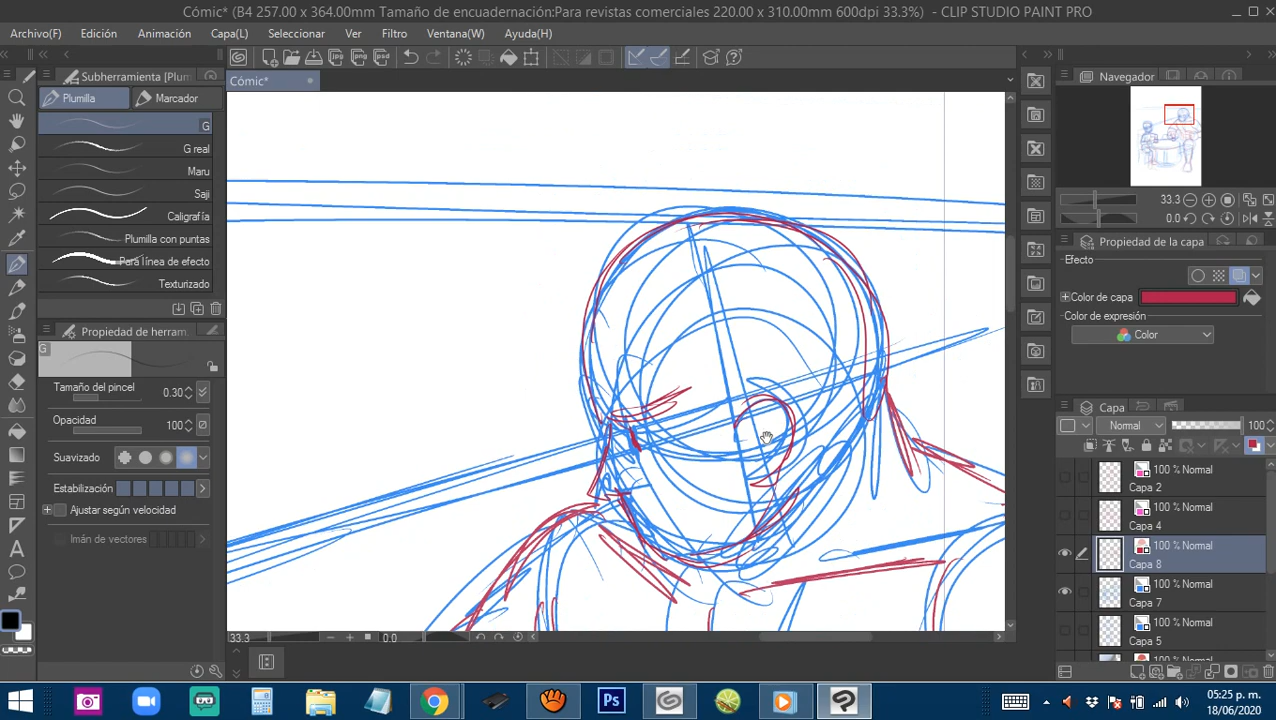 Cómic* (B4 257.00 x 364.00mm Tamaño de encuadernación:Para revistas comerciales 220.00 x 310.00mm 600dpi 33.3%) - CLIP STUDIO PAINT PRO
Archivo(F) Edición Animación Capa(L) Seleccionar Ver Filtro Ventana(W) Ayuda(H)
Subherramienta [Plum
Cómic*
Navegador
Plumilla Marcador
G
G real
Maru
Saji
Caligrafía
Plumilla con puntas
Para línea de efecto
Texturizado
33.3
0.0
Propiedad de la capa
Efecto
Color de capa
Color de expresión
Color
Propiedad de herram
G
Tamaño del pincel 0.30
Opacidad 100
Suavizado
Estabilización
Ajustar según velocidad
Imán de vectores
Capa
Normal 100
100 % Normal
Capa 2
100 % Normal
Capa 4
100 % Normal
Capa 8
100 % Normal
Capa 7
100 % Normal
Capa 5
100 % Normal
33.3 0.0
Ps
05:25 p. m.
18/06/2020